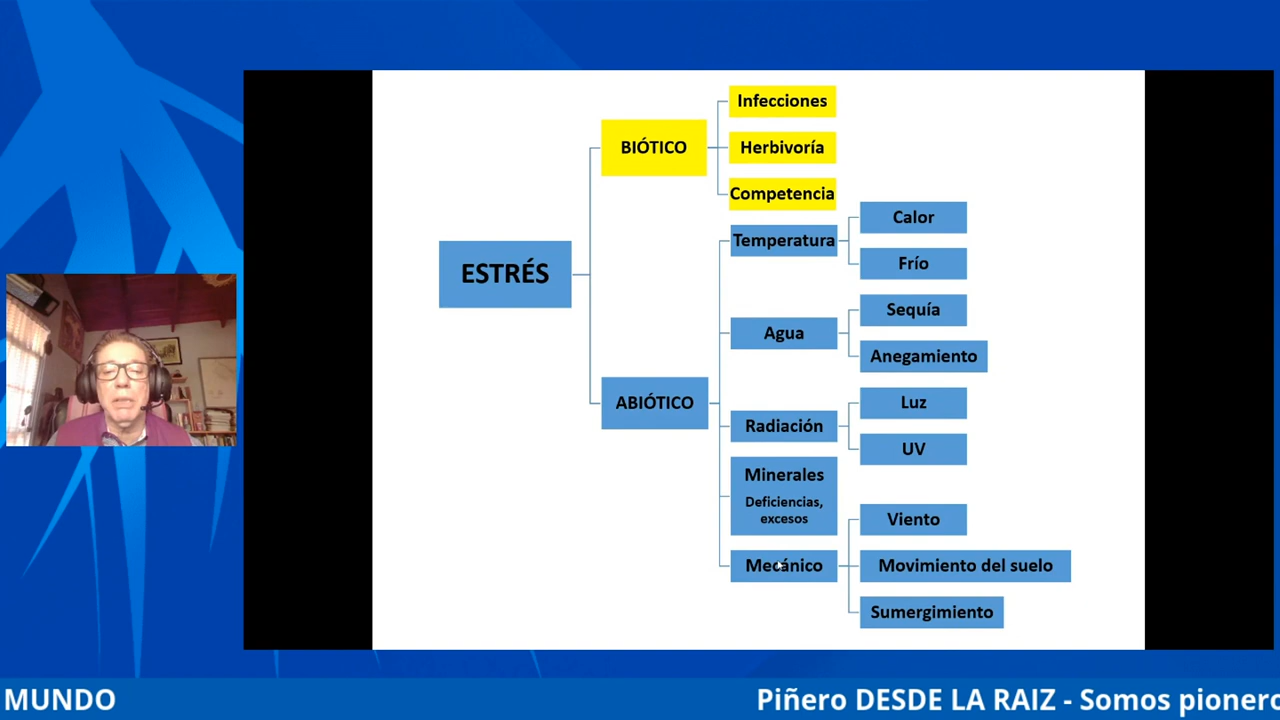 Infecciones
BIÓTICO
Herbivoría
Competencia
Temperatura
Calor
Frío
ESTRÉS
Agua
Sequía
Anegamiento
ABIÓTICO
Radiación
Luz
UV
Minerales
Deficiencias,
excesos
Mecánico
Viento
Movimiento del suelo
Sumergimiento
MUNDO
Piñero DESDE LA RAIZ - Somos pionero